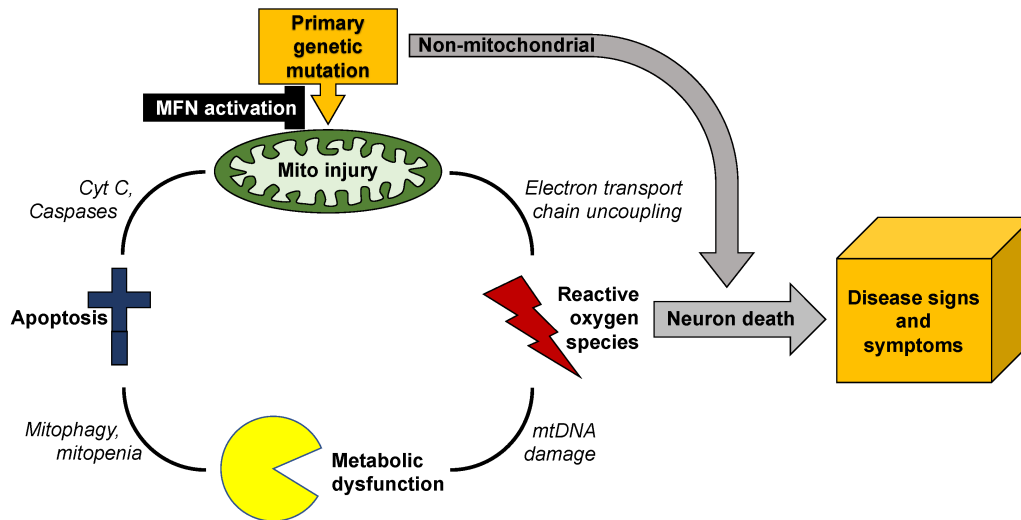 Primary
genetic
mutation
Non-mitochondrial
MFN activation
Mito injury
Cyt C,
Caspases
Electron transport
chain uncoupling
Apoptosis
Reactive
oxygen
species
Neuron death
Disease signs
and
symptoms
Mitophagy,
mitopenia
mtDNA
damage
Metabolic
dysfunction